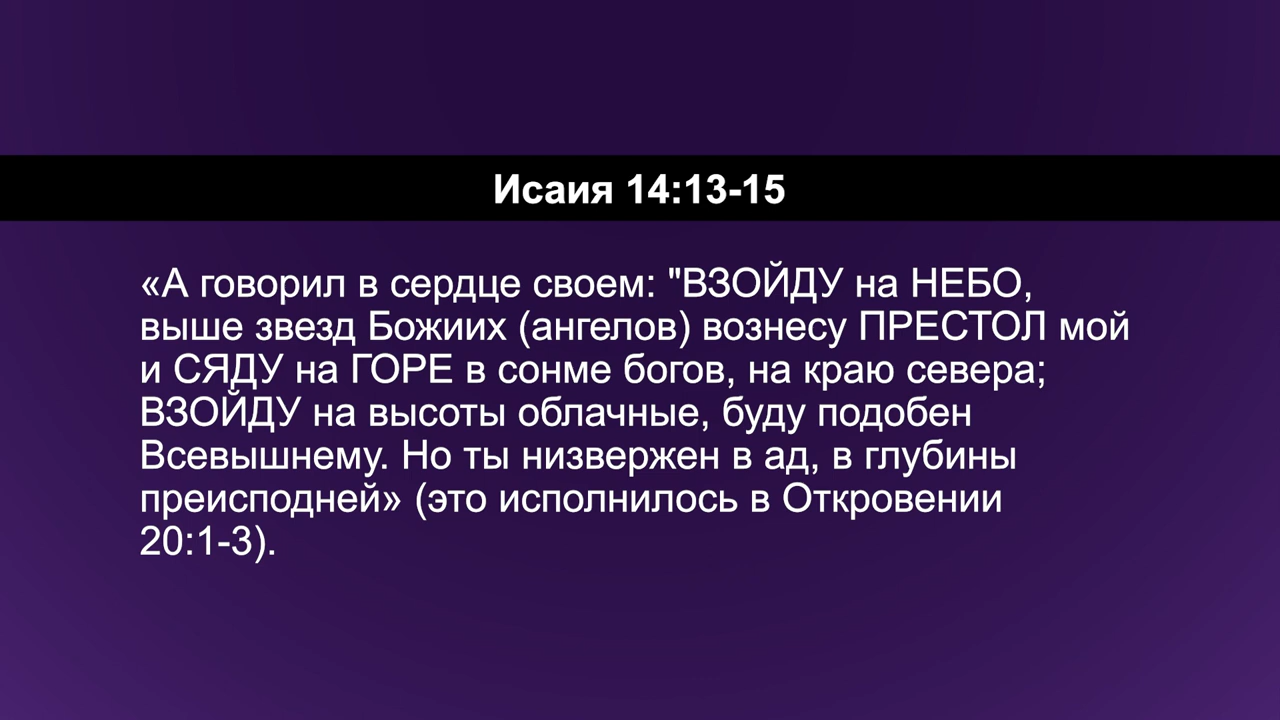 Исаия 14:13-15
«А говорил в сердце своем: "ВЗОЙДУ на НЕБО,
выше звезд Божиих (ангелов) вознесу ПРЕСТОЛ мой
и СЯДУ на ГОРЕ в сонме богов, на краю севера;
ВЗОЙДУ на высоты облачные, буду подобен
Всевышнему. Но ты низвержен в ад, в глубины
преисподней» (это исполнилось в Откровении
20:1-3).